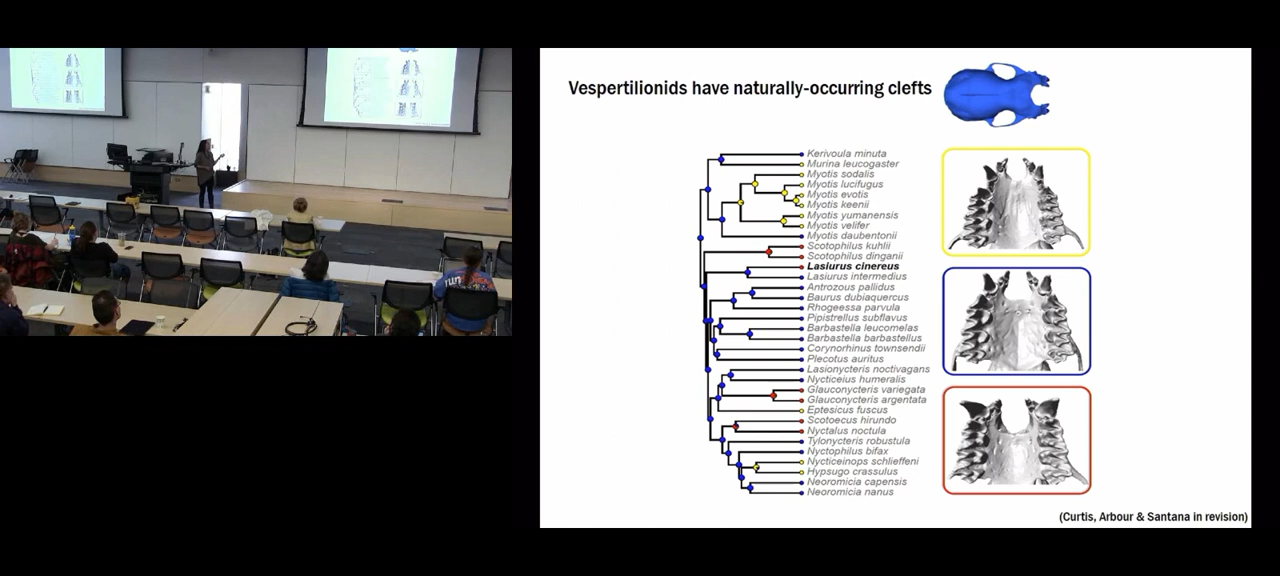 Vespertilionids have naturally-occurring clefts
Kerivoula minuta
Murina leucogaster
Myotis sodalis
Myotis lucifugus
Myotis evotis
Myotis keenii
Myotis yumanensis
Myotis velifer
Myotis daubentonii
Scotophilus kuhlii
Scotophilus dinganii
Lasiurus cinereus
Lasiurus intermedius
Antrozous pallidus
Baurus dubiaquercus
Rhogeessa parvula
Pipistrellus subflavus
Barbastella leucomelas
Barbastella barbastellus
Corynorhinus townsendii
Plecotus auritus
Lasionycteris noctivagans
Nycticeius humeralis
Glauconycteris variegata
Glauconycteris argentata
Eptesicus fuscus
Scotoecus hirundo
Nyctalus noctula
Tylonycteris robustula
Nyctophilus bifax
Nycticeinops schlieffeni
Hypsugo crassulus
Neoromicia capensis
Neoromicia nanus
(Curtis, Arbour & Santana in revision)
run